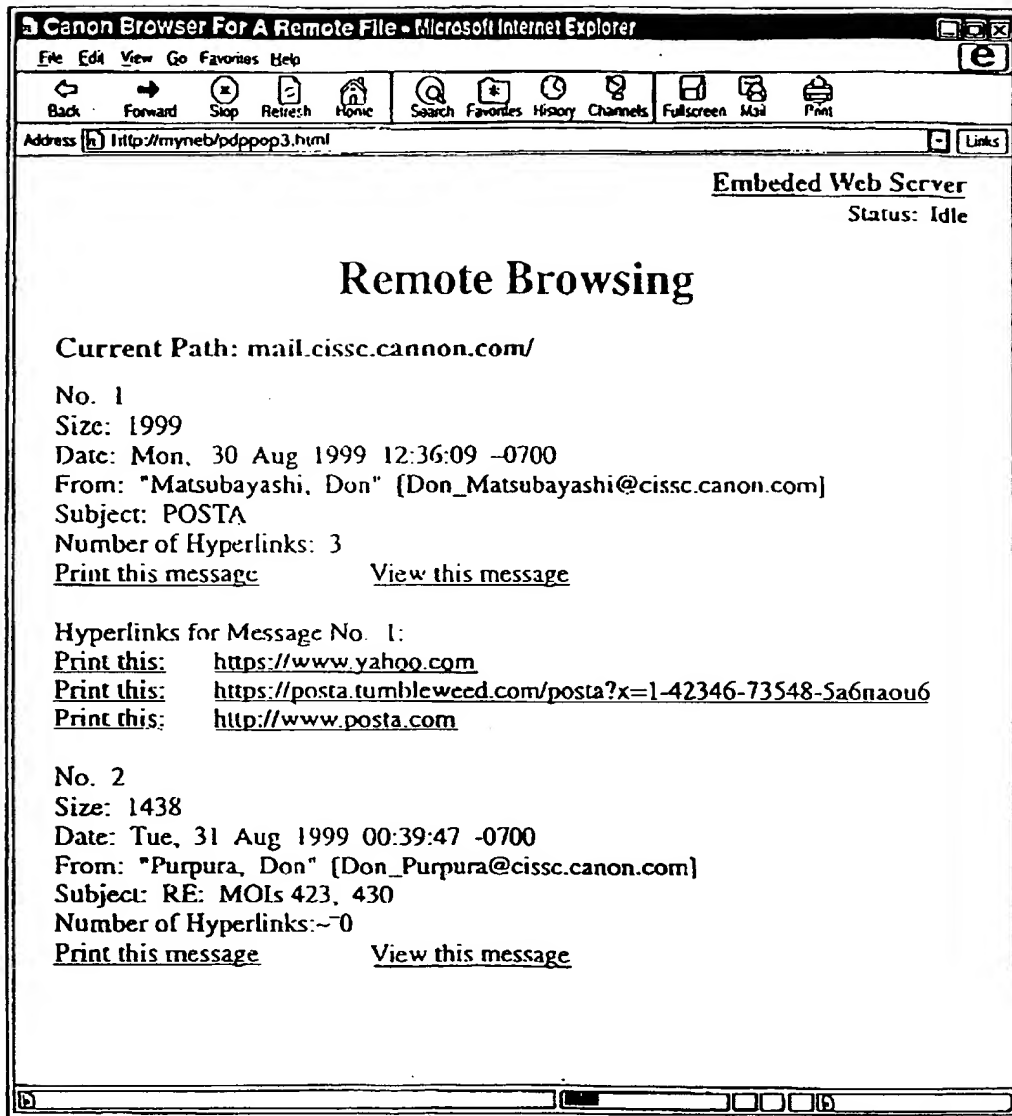 Canon Browser For A Remote File - Microsoft Internet Explorer
File Edit View Go Favorites Help
Back Forward Stop Refresh Home Search Favorites History Channels Fullscreen Mail Print
Address http://myneb/pdppop3.html Links
Embeded Web Server
Status: Idle
Remote Browsing
Current Path: mail.cissc.cannon.com/
No. 1
Size: 1999
Date: Mon, 30 Aug 1999 12:36:09 -0700
From: "Matsubayashi, Don" [Don_Matsubayashi@cissc.canon.com]
Subject: POSTA
Number of Hyperlinks: 3
Print this message View this message
Hyperlinks for Message No. 1:
Print this: https://www.yahoo.com
Print this: https://posta.tumbleweed.com/posta?x=1-42346-73548-5a6naou6
Print this: http://www.posta.com
No. 2
Size: 1438
Date: Tue, 31 Aug 1999 00:39:47 -0700
From: "Purpura, Don" [Don_Purpura@cissc.canon.com]
Subject: RE: MOIs 423, 430
Number of Hyperlinks:~ 0
Print this message View this message